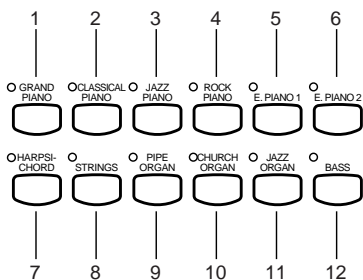 1 2 3 4 5 6
GRAND PIANO CLASSICAL PIANO JAZZ PIANO ROCK PIANO E. PIANO 1 E. PIANO 2
HARPSI-CHORD STRINGS PIPE ORGAN CHURCH ORGAN JAZZ ORGAN BASS
7 8 9 10 11 12